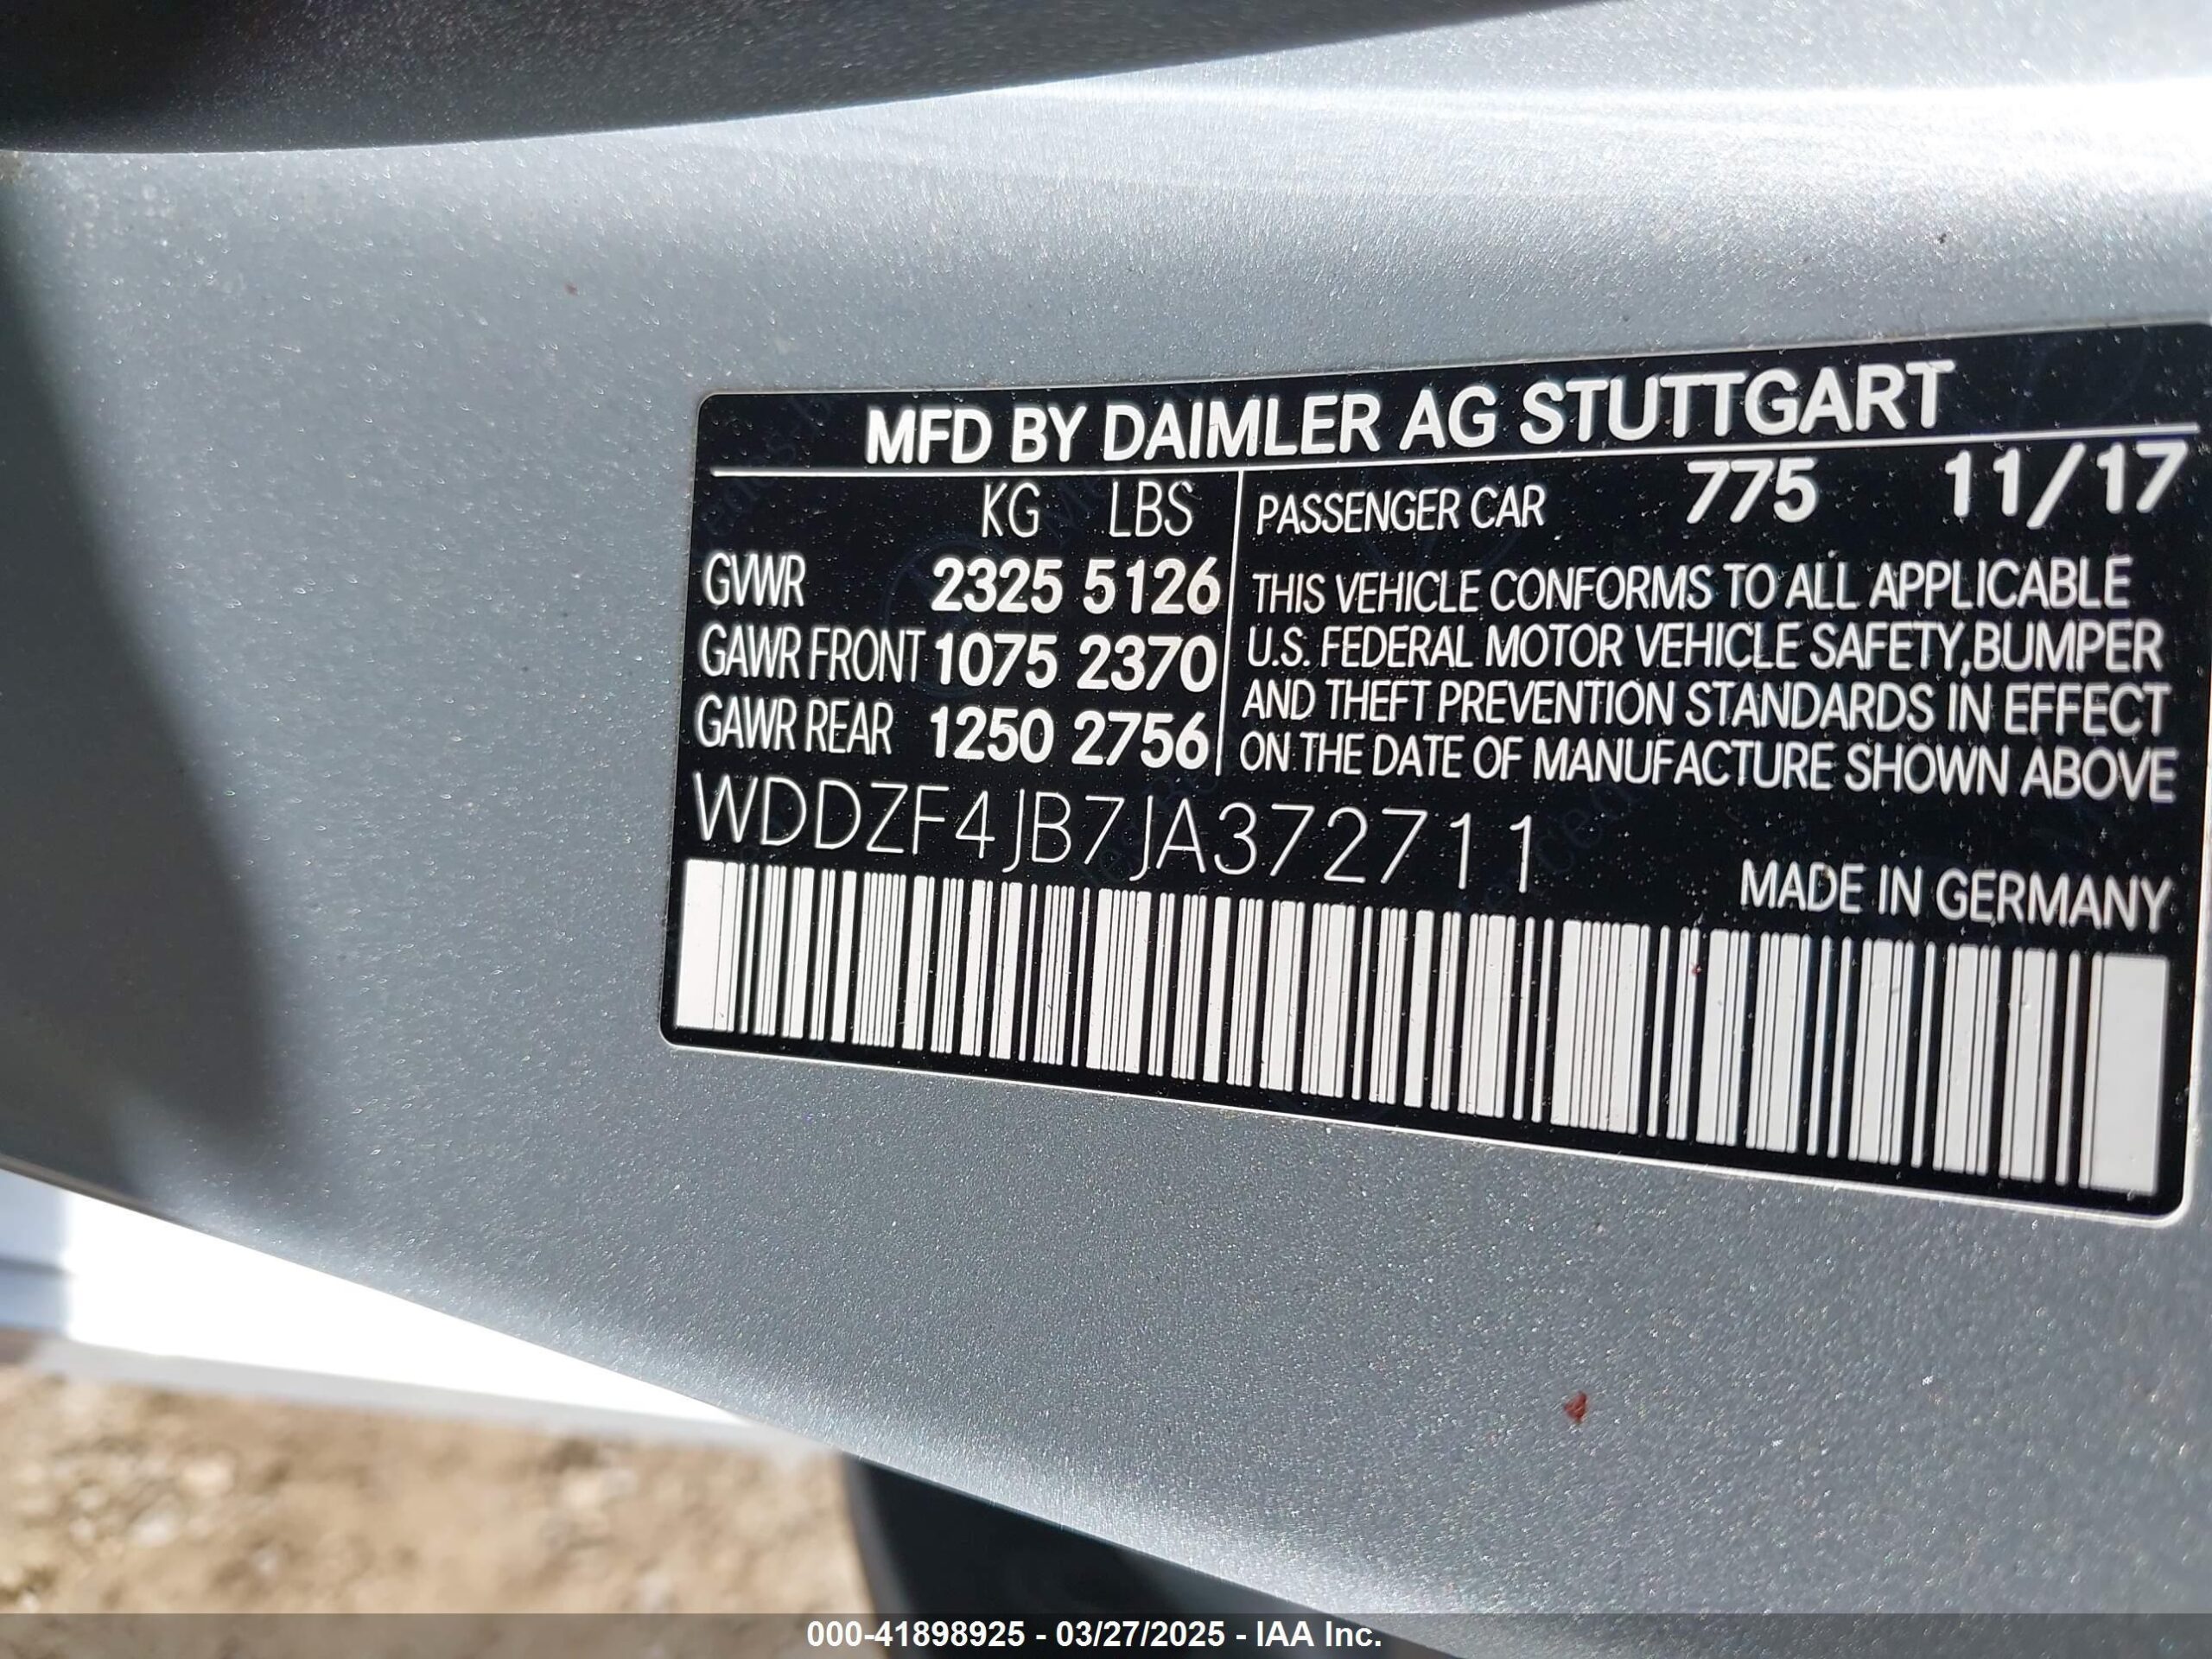 MFD BY DAIMLER AG STUTTGART
KG LBS
GVWR 2325 5126
GAWR FRONT 1075 2370
GAWR REAR 1250 2756
PASSENGER CAR 775 11/17
THIS VEHICLE CONFORMS TO ALL APPLICABLE
U.S. FEDERAL MOTOR VEHICLE SAFETY,BUMPER
AND THEFT PREVENTION STANDARDS IN EFFECT
ON THE DATE OF MANUFACTURE SHOWN ABOVE
WDDZF4JB7JA372711
MADE IN GERMANY
000-41898925 - 03/27/2025 - IAA Inc.